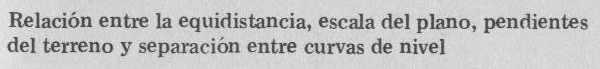 Relación entre la equidistancia, escala del plano, pendientes
del terreno y separación entre curvas de nivel